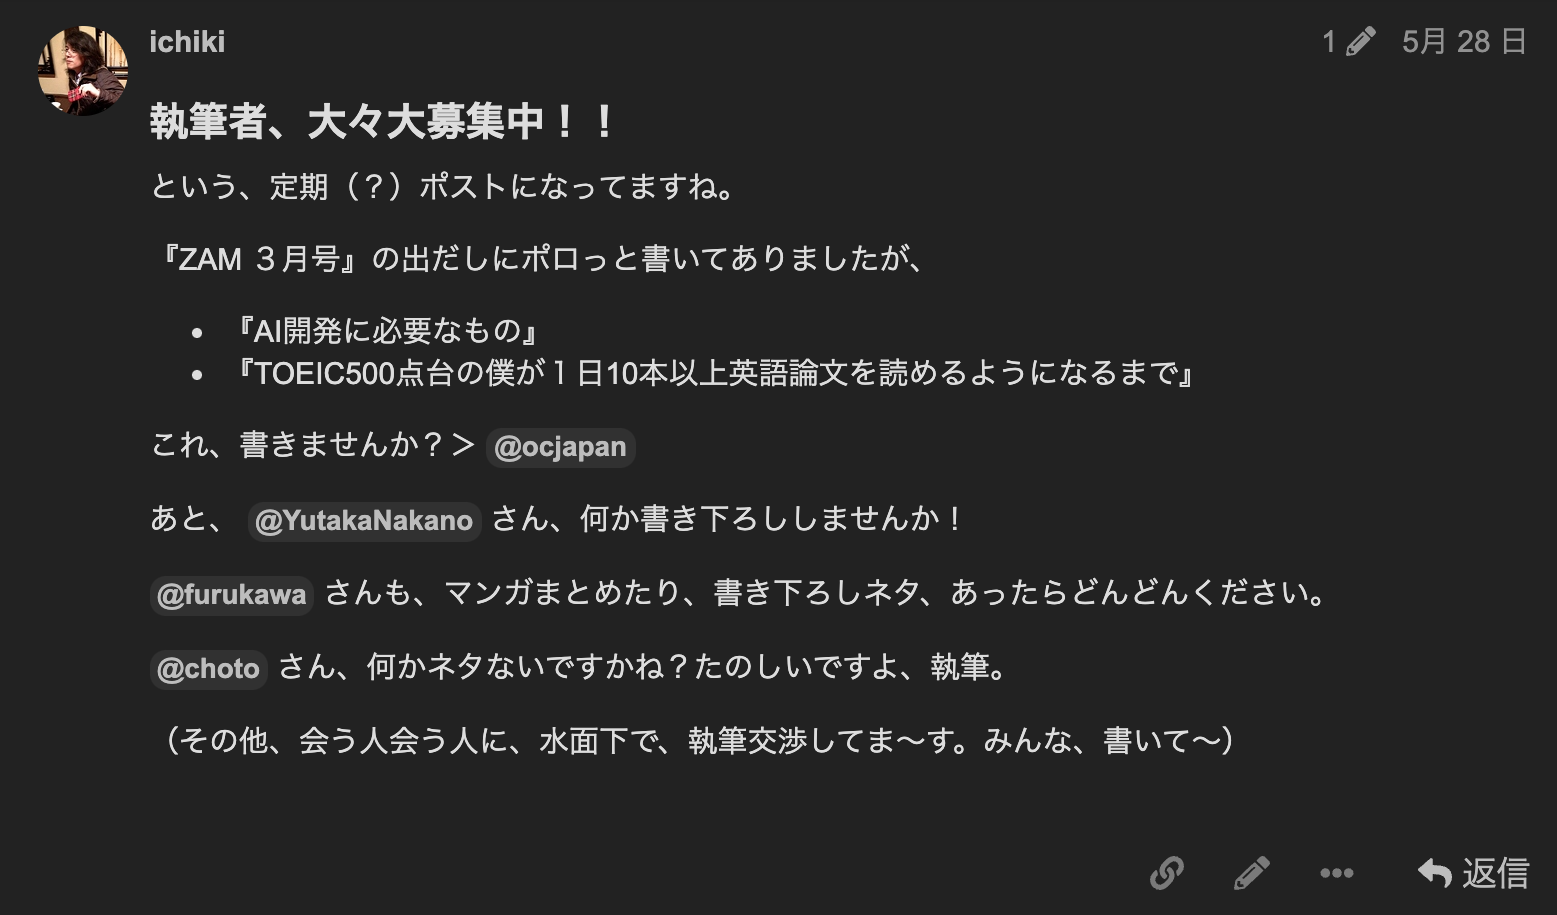 ichiki
1 5月 28 日
執筆者、大々大募集中！！
という、定期（？）ポストになってますね。
『ZAM ３月号』の出だしにポロっと書いてありましたが、
• 『AI開発に必要なもの』
• 『TOEIC500点台の僕が１日10本以上英語論文を読めるようになるまで』
これ、書きませんか？＞ @ocjapan
あと、 @YutakaNakano さん、何か書き下ろししませんか！
@furukawa さんも、マンガまとめたり、書き下ろしネタ、あったらどんどんください。
@choto さん、何かネタないですかね？たのしいですよ、執筆。
（その他、会う人会う人に、水面下で、執筆交渉してま〜す。みんな、書いて〜）
返信